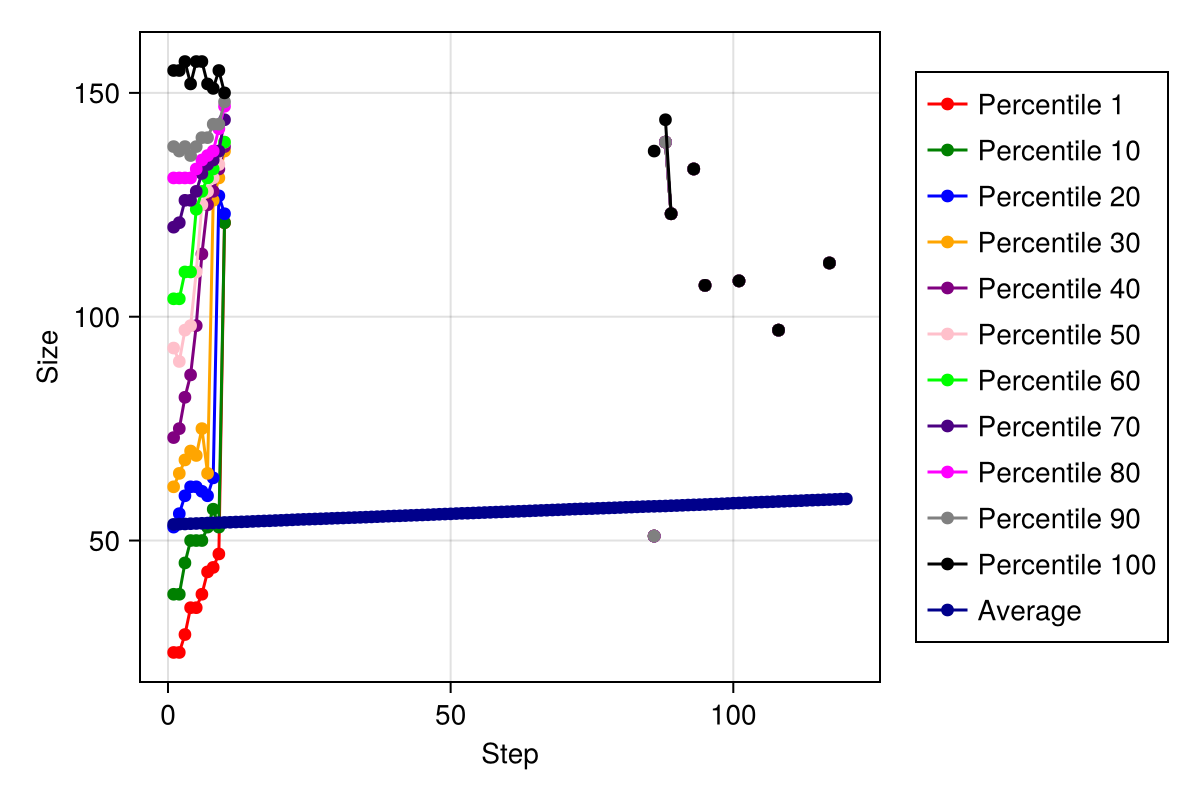 150
100
50
Size
0
50
100
Step
Percentile 1
Percentile 10
Percentile 20
Percentile 30
Percentile 40
Percentile 50
Percentile 60
Percentile 70
Percentile 80
Percentile 90
Percentile 100
Average